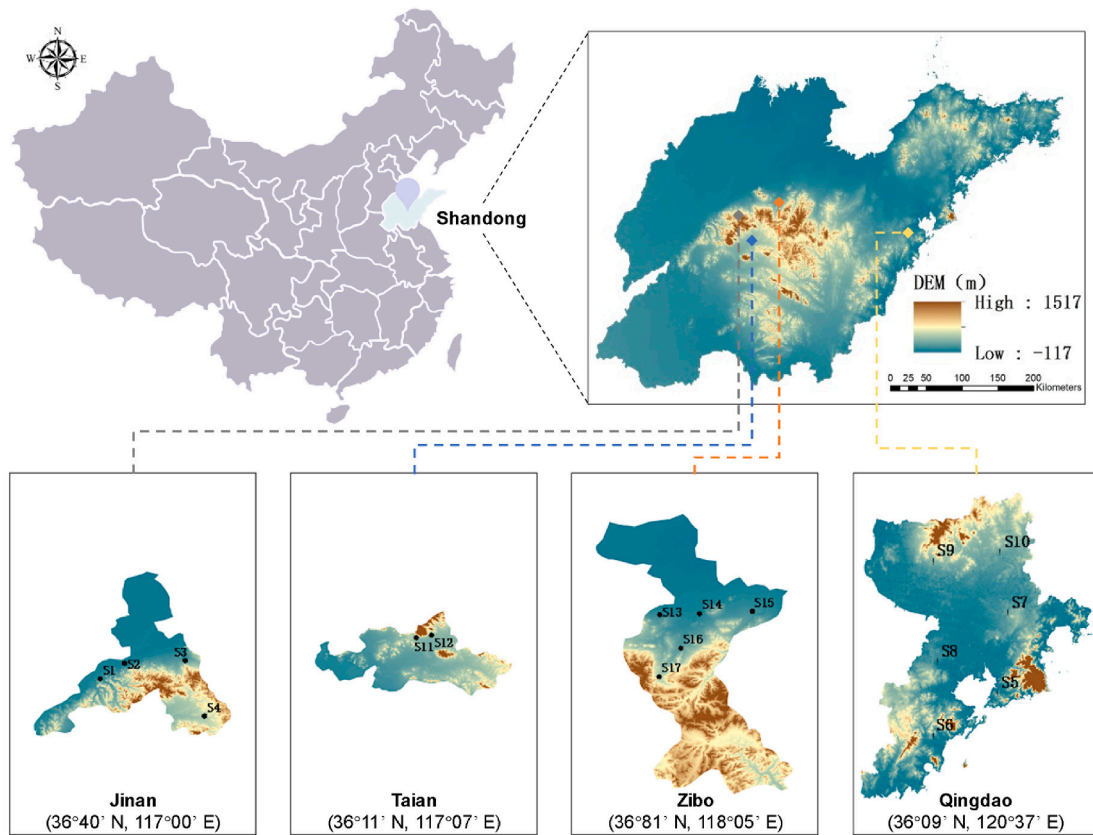 N
W E
S
Shandong
DEM (m)
High : 1517
Low : -117
0 25 50 100 150 200
Kilometers
S1
S2
S3
S4
Jinan
(36°40' N, 117°00' E)
S11
S12
Taian
(36°11' N, 117°07' E)
S13
S14
S15
S16
S17
Zibo
(36°81' N, 118°05' E)
S9
S10
S7
S8
S5
S6
Qingdao
(36°09' N, 120°37' E)